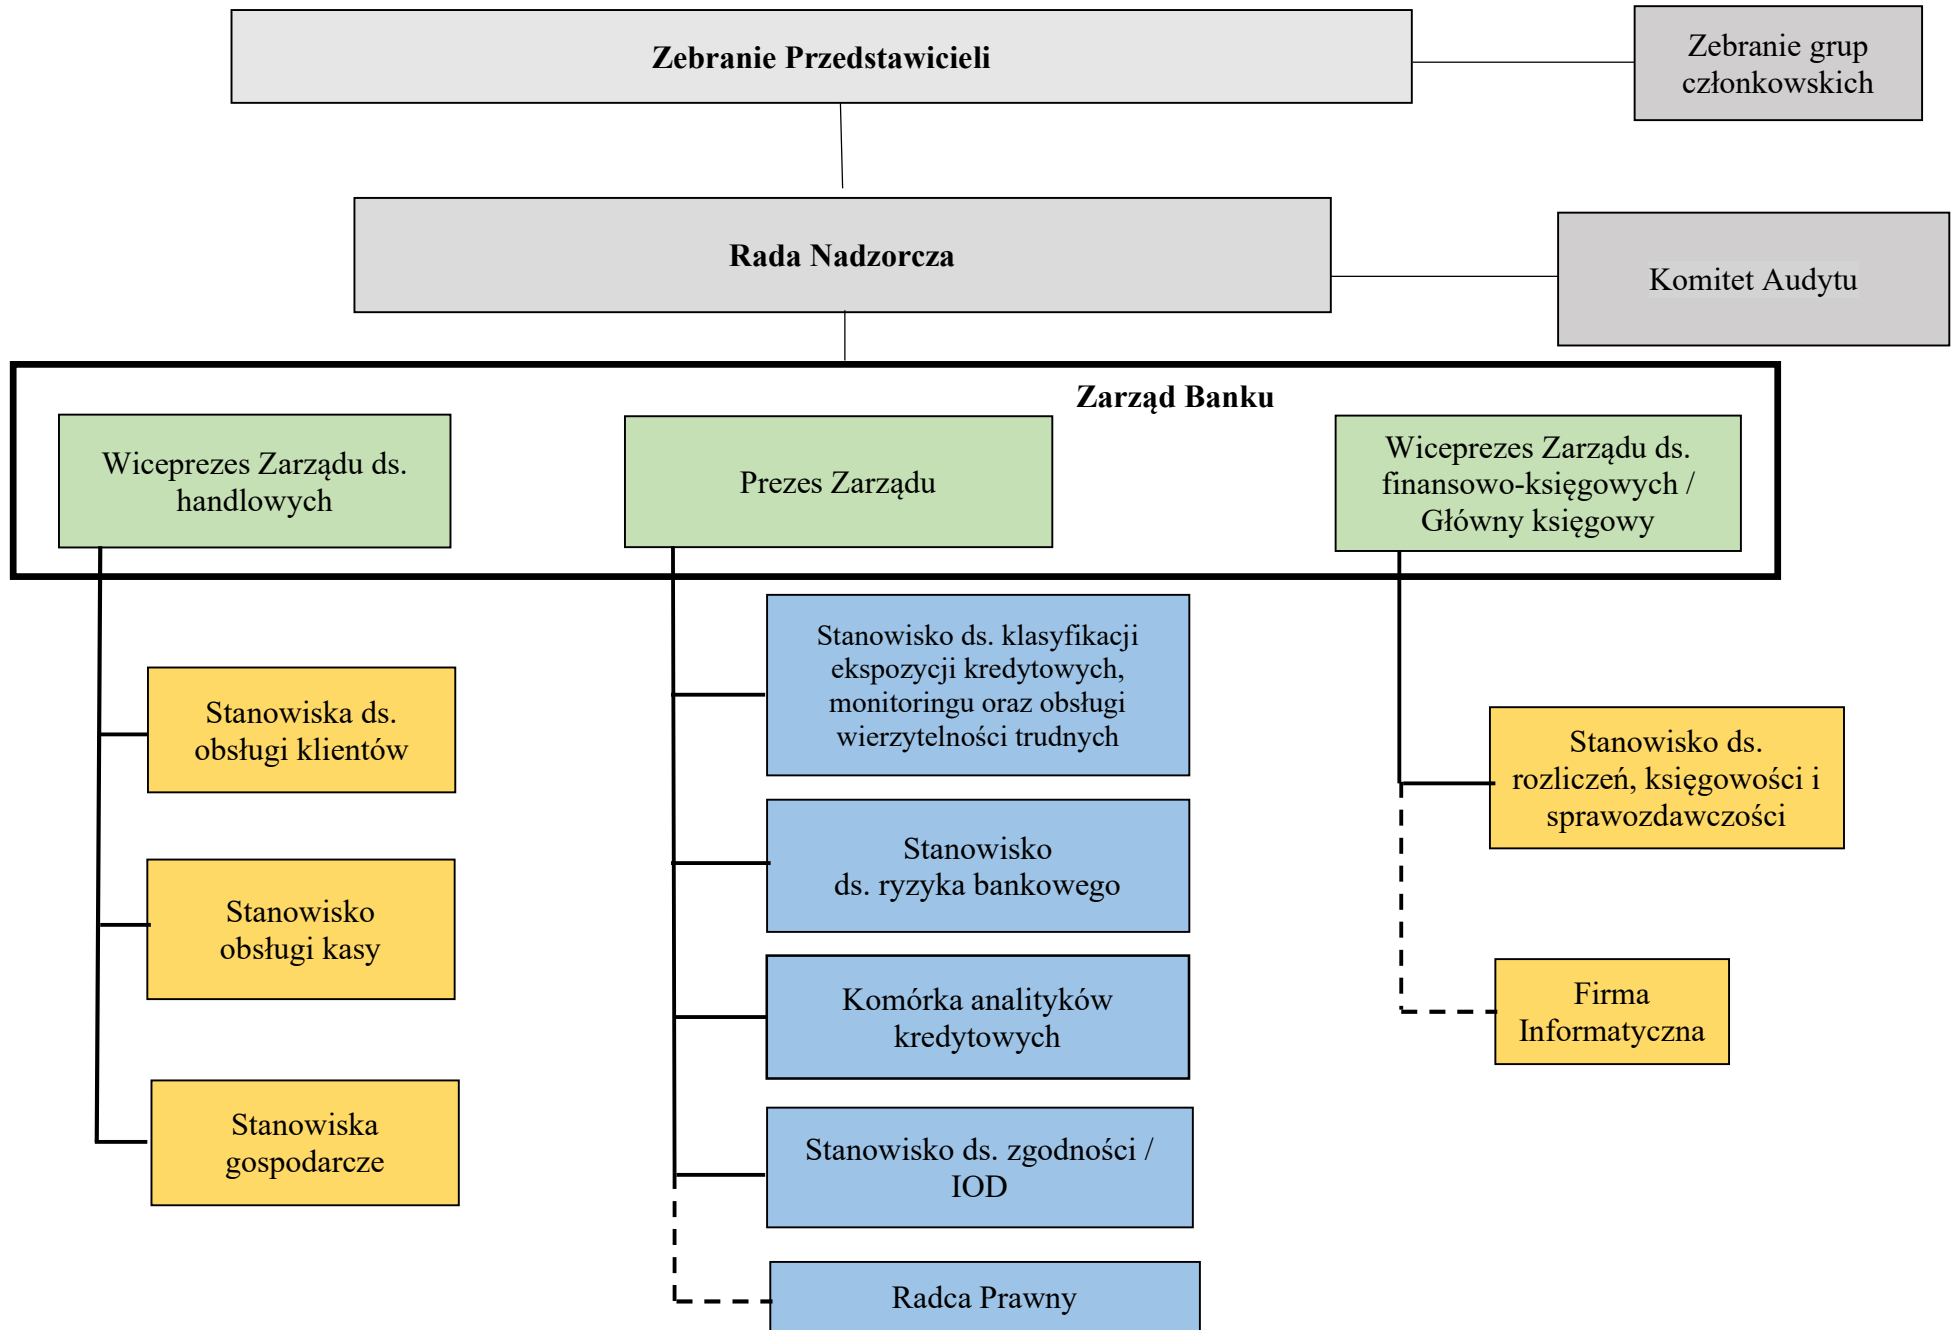 Zebranie Przedstawicieli
Zebranie grup
członkowskich
Rada Nadzorcza
Komitet Audytu
Zarząd Banku
Wiceprezes Zarządu ds.
handlowych
Prezes Zarządu
Wiceprezes Zarządu ds.
finansowo-księgowych /
Główny księgowy
Stanowiska ds.
obsługi klientów
Stanowisko
obsługi kasy
Stanowiska
gospodarcze
Stanowisko ds. klasyfikacji
ekspozycji kredytowych,
monitoringu oraz obsługi
wierzytelności trudnych
Stanowisko
ds. ryzyka bankowego
Komórka analityków
kredytowych
Stanowisko ds. zgodności /
IOD
Radca Prawny
Stanowisko ds.
rozliczeń, księgowości i
sprawozdawczości
Firma
Informatyczna